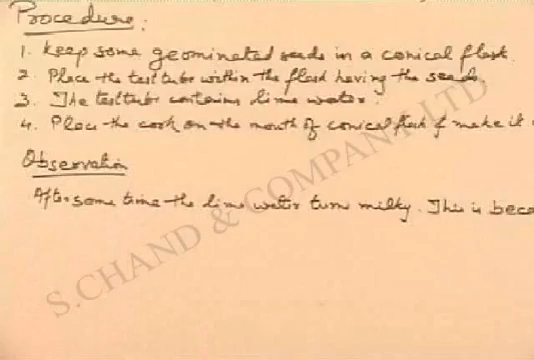 Procedure:
1. Keep some geominated seeds in a conical flask.
2. Place the test tube within the flask having the seeds.
3. The test tube contains lime water.
4. Place the cork on the mouth of conical flask & make it
Observation
After some time the lime water turn milky. This is beca
S.CHAND & COMPANY LTD